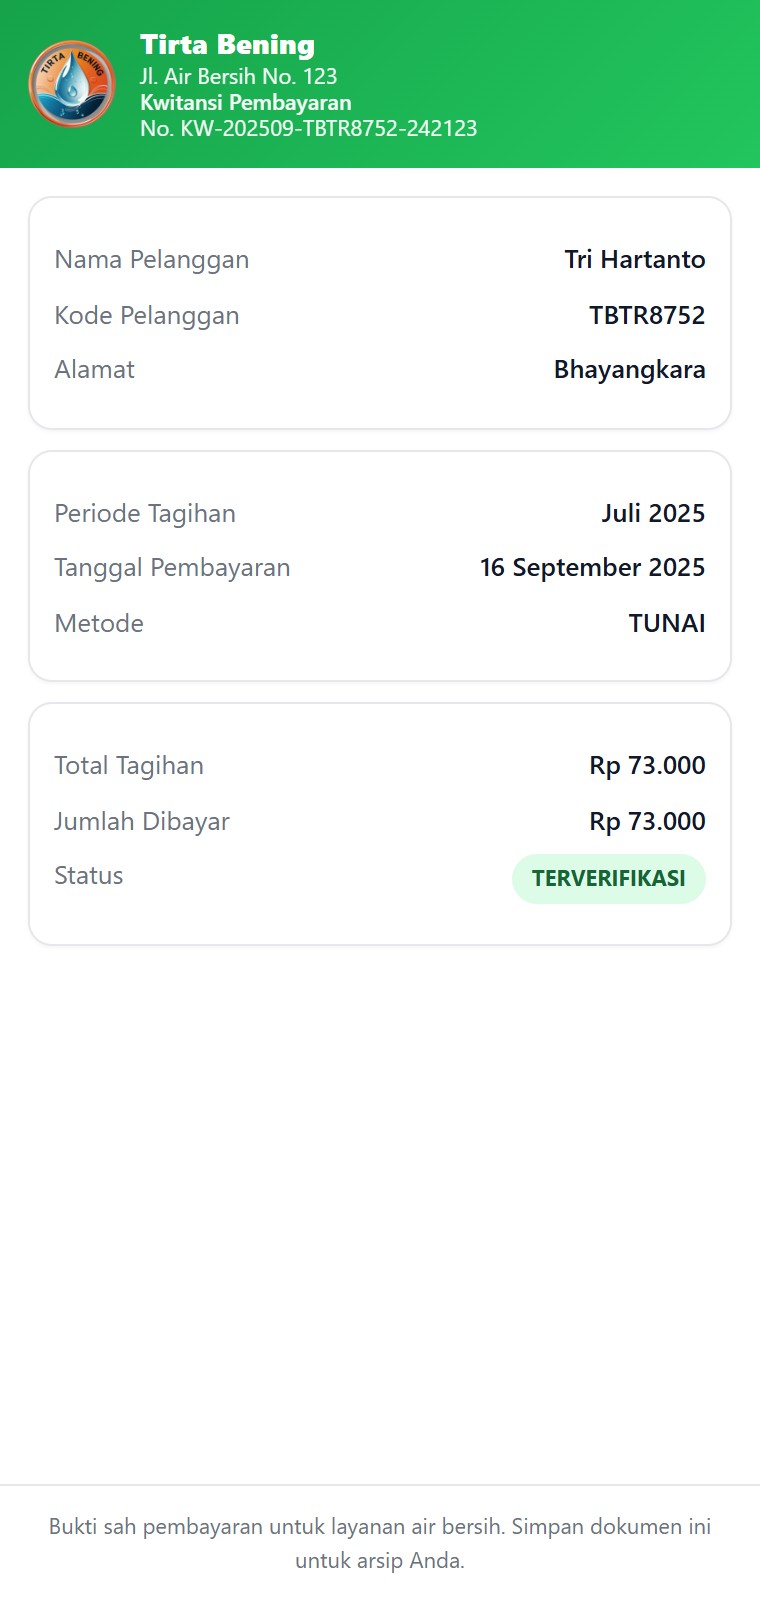 TIRTA BENING
Tirta Bening
Jl. Air Bersih No. 123
Kwitansi Pembayaran
No. KW-202509-TBTR8752-242123
Nama Pelanggan Tri Hartanto
Kode Pelanggan TBTR8752
Alamat Bhayangkara
Periode Tagihan Juli 2025
Tanggal Pembayaran 16 September 2025
Metode TUNAI
Total Tagihan Rp 73.000
Jumlah Dibayar Rp 73.000
Status TERVERIFIKASI
Bukti sah pembayaran untuk layanan air bersih. Simpan dokumen ini
untuk arsip Anda.